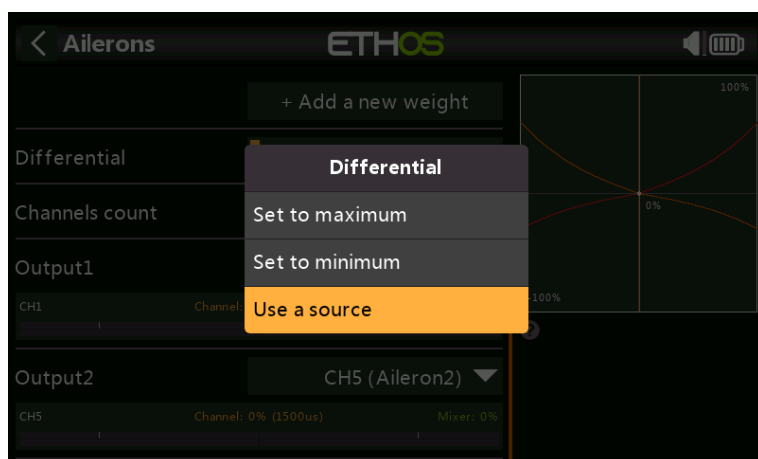 Ailerons
ETHOS
+ Add a new weight
100%
Differential
Differential
Set to maximum
Channels count
0%
Set to minimum
Output1
Use a source
-100%
CH1
Channel:
?
Output2
CH5 (Aileron2)
CH5
Channel: 0% (1500us)
Mixer: 0%